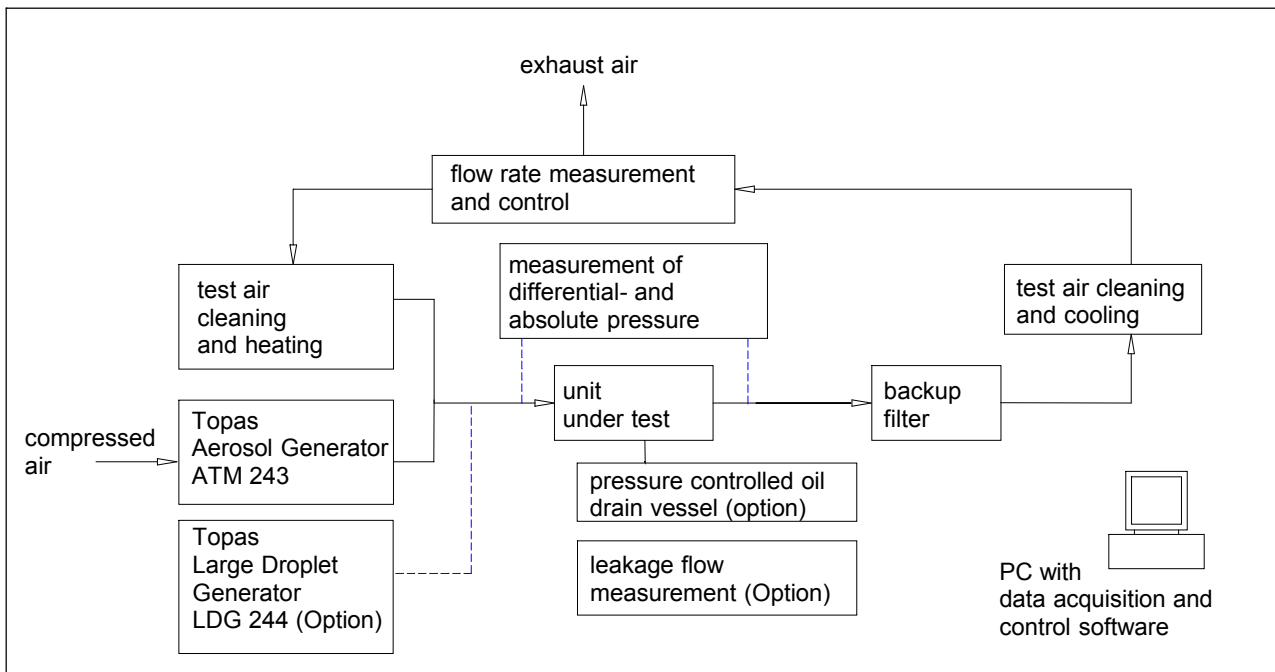 exhaust air
flow rate measurement
and control
test air
cleaning
and heating
measurement of
differential- and
absolute pressure
test air cleaning
and cooling
compressed
air
Topas
Aerosol Generator
ATM 243
unit
under test
backup
filter
Topas
Large Droplet
Generator
LDG 244 (Option)
pressure controlled oil
drain vessel (option)
leakage flow
measurement (Option)
PC with
data acquisition and
control software